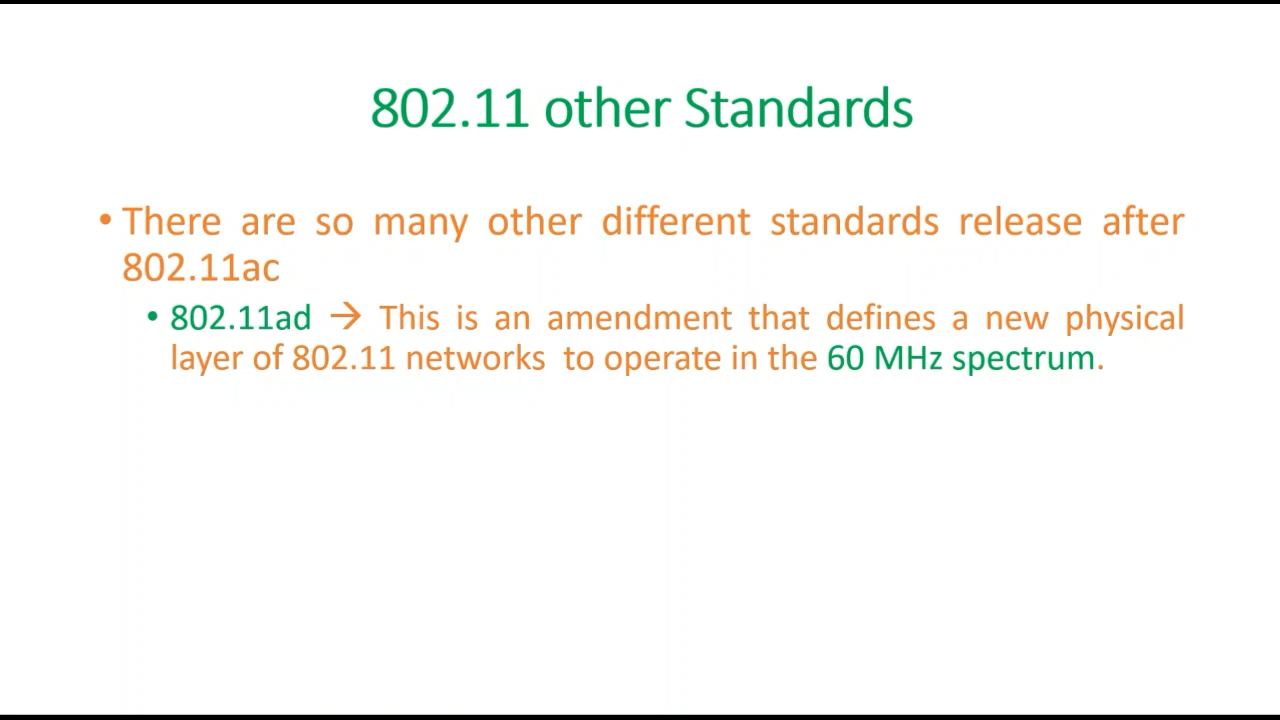 802.11 other Standards
• There are so many other different standards release after
802.11ac
• 802.11ad → This is an amendment that defines a new physical
layer of 802.11 networks to operate in the 60 MHz spectrum.